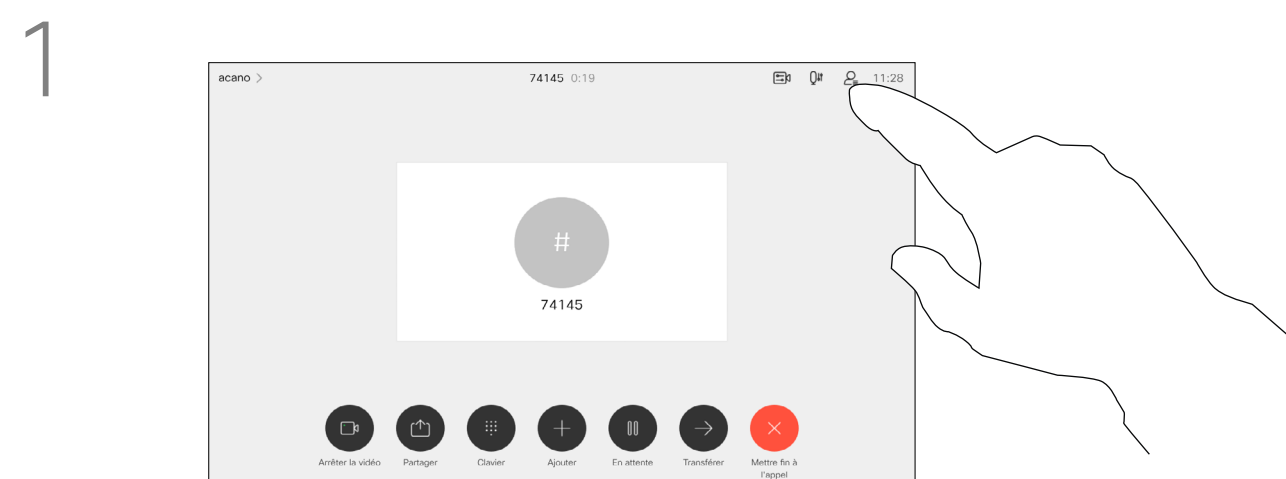 1
acano >
74145 0:19
11:28
#
74145
Arrêter la vidéo
Partager
Clavier
Ajouter
En attente
Transférer
Mettre fin à
l'appel